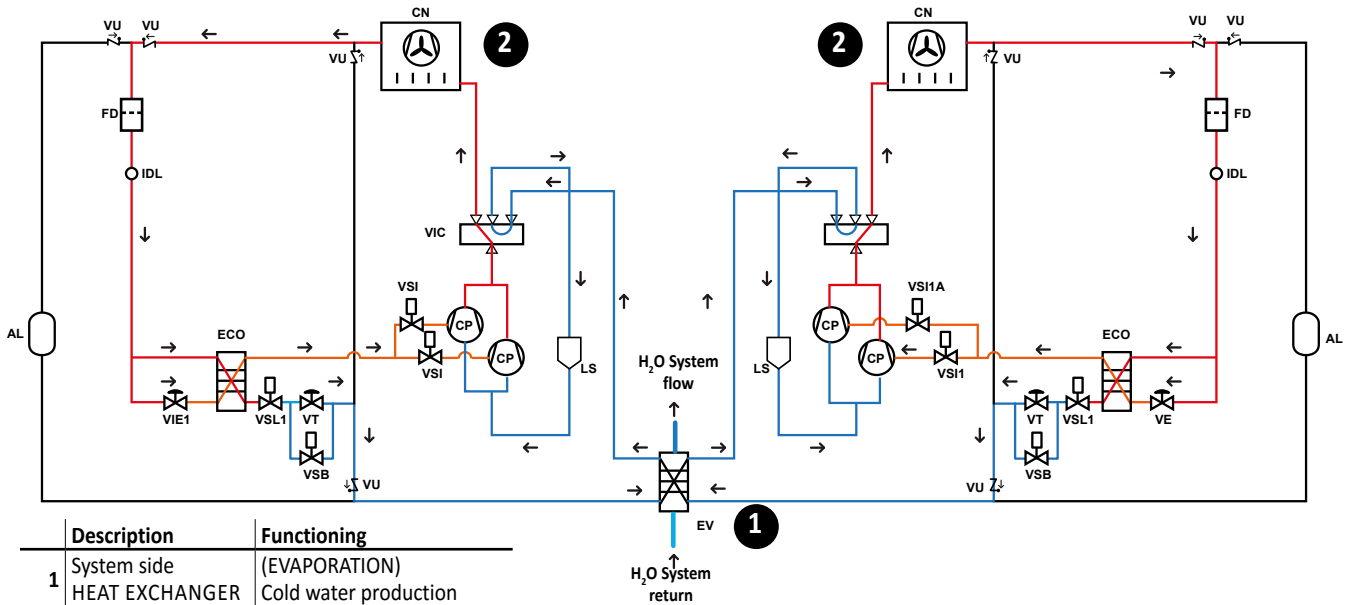 VU VU CN 2 2 CN VU VU
VU VU
FD FD
IDL IDL
VIC VIC
VSI VSI1A
CP CP
AL ECO CP CP ECO AL
VSI LS LS VSI1
H₂O System
flow
VIE1 VSL1 VT VT VSL1 VE
VSB VSB
VU VU
EV 1
H₂O System
return
Description Functioning
1 System side (EVAPORATION)
HEAT EXCHANGER Cold water production